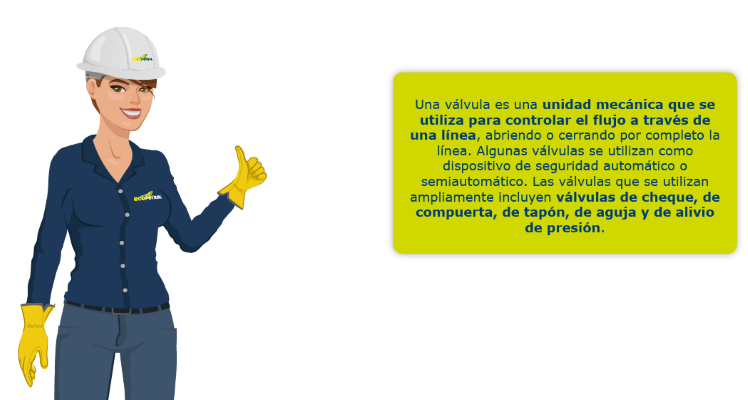 Una válvula es una unidad mecánica que se
utiliza para controlar el flujo a través de
una línea, abriendo o cerrando por completo la
línea. Algunas válvulas se utilizan como
dispositivo de seguridad automático o
semiautomático. Las válvulas que se utilizan
ampliamente incluyen válvulas de cheque, de
compuerta, de tapón, de aguja y de alivio
de presión.